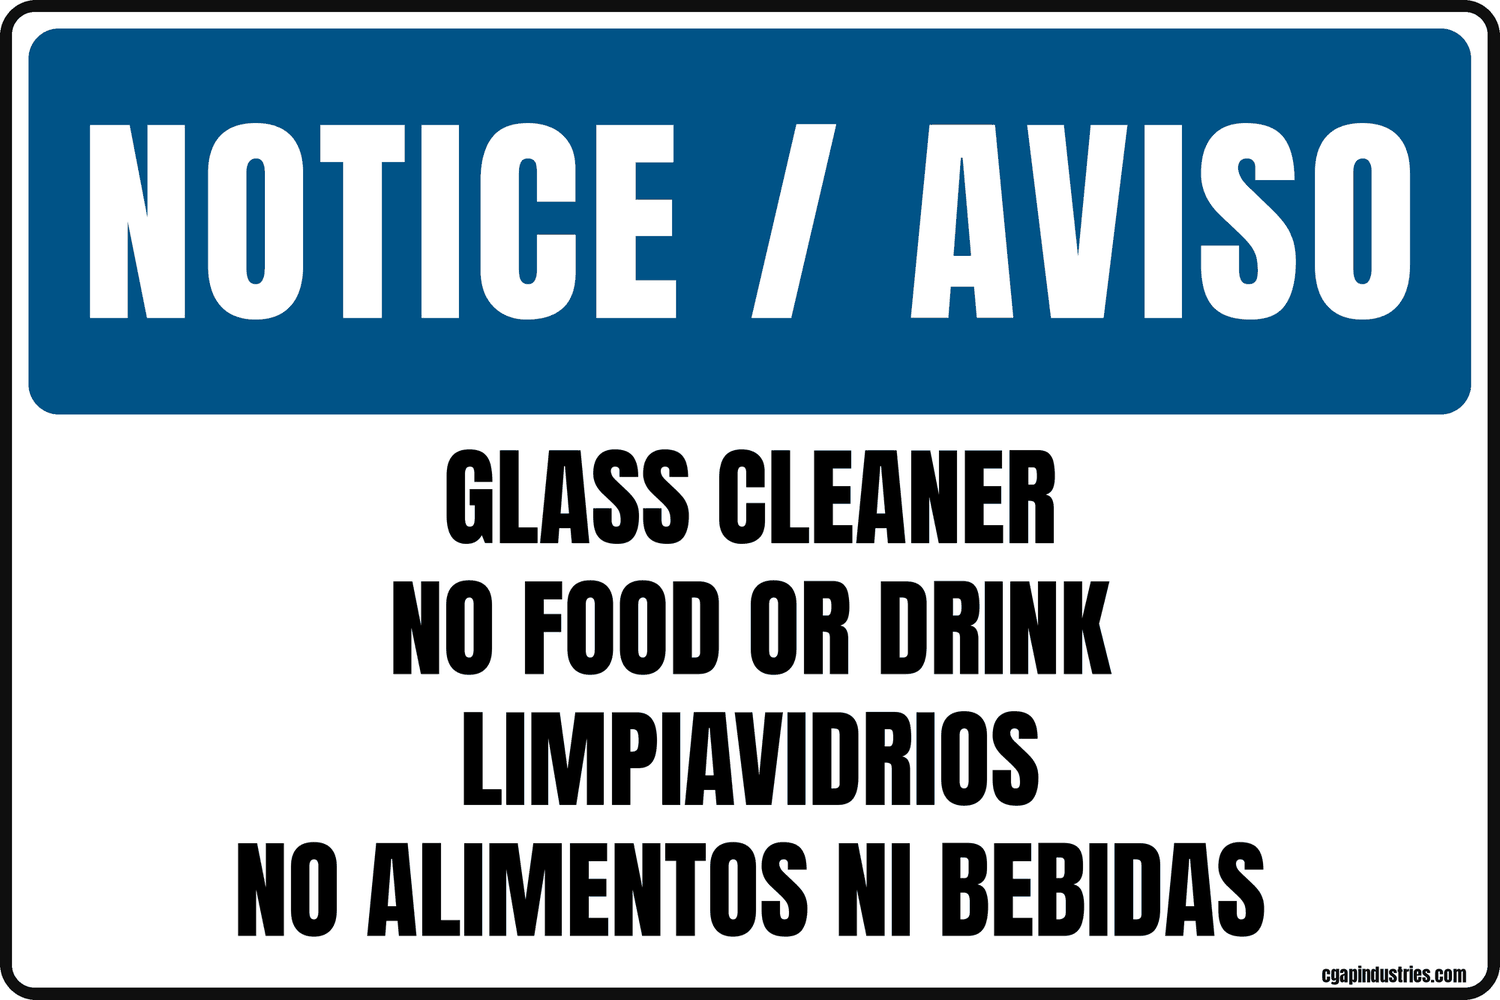 NOTICE / AVISO
GLASS CLEANER
NO FOOD OR DRINK
LIMPIAVIDRIOS
NO ALIMENTOS NI BEBIDAS
cgapindustries.com